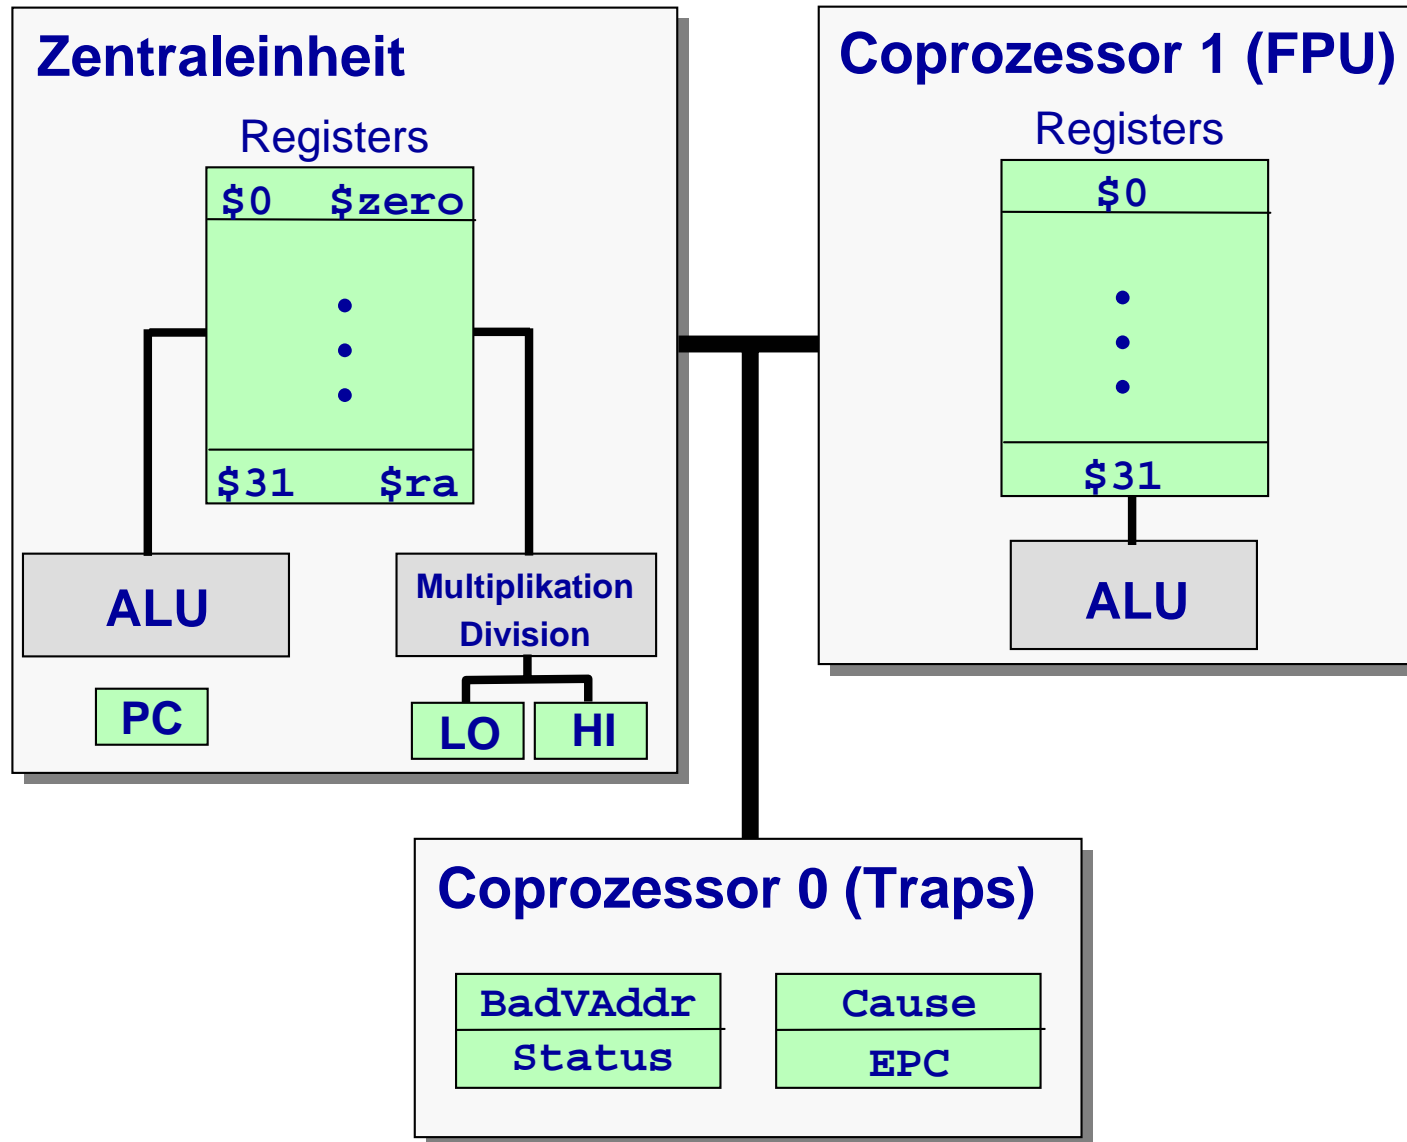 Zentraleinheit
Registers
$0 $zero
$31 $ra
ALU
Multiplikation
Division
PC
LO
HI
Coprozessor 1 (FPU)
Registers
$0
$31
ALU
Coprozessor 0 (Traps)
BadVAddr
Status
Cause
EPC